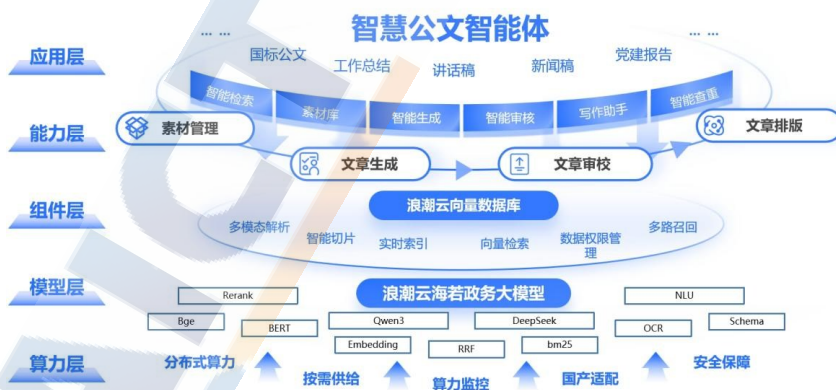 智慧公文智能体
... ...
... ...
应用层
国标公文
工作总结
讲话稿
新闻稿
党建报告
智能检索
素材库
智能生成
智能审核
写作助手
智能查重
能力层
素材管理
文章生成
文章审校
文章排版
组件层
浪潮云向量数据库
多模态解析
智能切片
实时索引
向量检索
数据权限管
理
多路召回
模型层
浪潮云海若政务大模型
Rerank
NLU
Bge
BERT
Qwen3
DeepSeek
OCR
Schema
Embedding
RRF
bm25
算力层
分布式算力
按需供给
算力监控
国产适配
安全保障